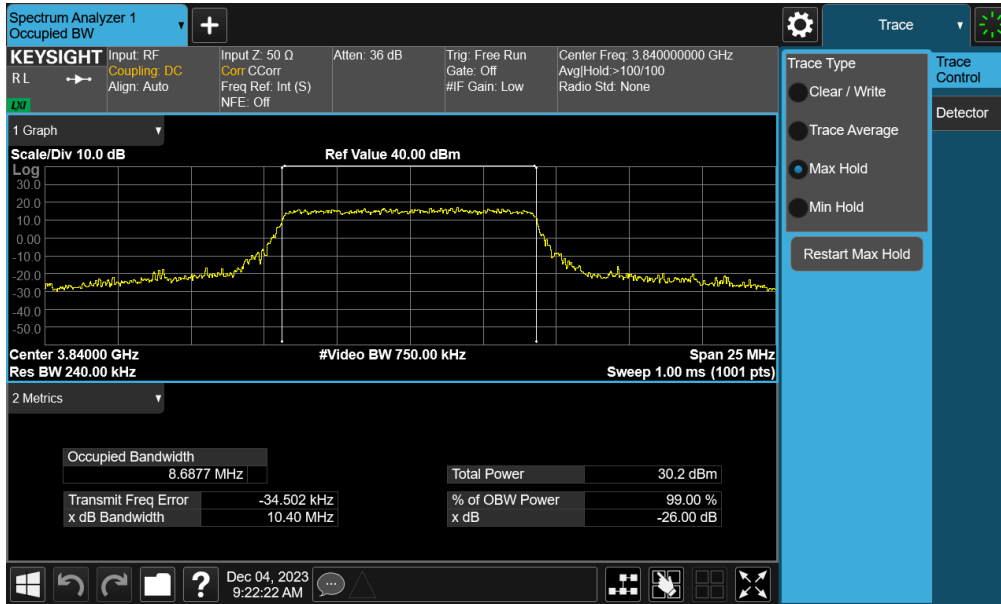 Spectrum Analyzer 1
Occupied BW
+
Trace
KEYSIGHT
R L
LXI
Input: RF
Coupling: DC
Align: Auto
Input Z: 50 Ω
Corr CCorr
Freq Ref: Int (S)
NFE: Off
Atten: 36 dB
Trig: Free Run
Gate: Off
#IF Gain: Low
Center Freq: 3.840000000 GHz
Avg|Hold:>100/100
Radio Std: None
1 Graph
Scale/Div 10.0 dB
Ref Value 40.00 dBm
Log
30.0
20.0
10.0
0.00
-10.0
-20.0
-30.0
-40.0
-50.0
Center 3.84000 GHz
#Video BW 750.00 kHz
Span 25 MHz
Res BW 240.00 kHz
Sweep 1.00 ms (1001 pts)
2 Metrics
Occupied Bandwidth
8.6877 MHz
Total Power 30.2 dBm
Transmit Freq Error -34.502 kHz
% of OBW Power 99.00 %
x dB Bandwidth 10.40 MHz
x dB -26.00 dB
Trace Type
Clear / Write
Trace Average
Max Hold
Min Hold
Restart Max Hold
Trace
Control
Detector
?
Dec 04, 2023
9:22:22 AM